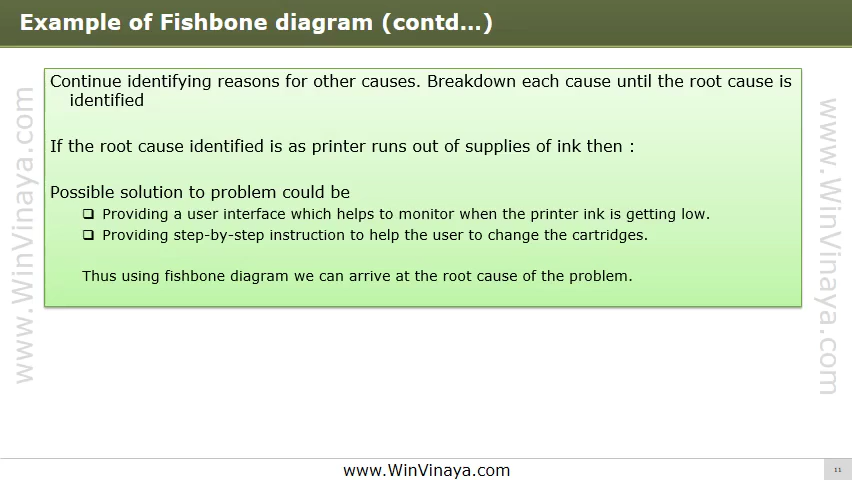 Example of Fishbone diagram (contd...)
Continue identifying reasons for other causes. Breakdown each cause until the root cause is
identified
If the root cause identified is as printer runs out of supplies of ink then :
Possible solution to problem could be
Providing a user interface which helps to monitor when the printer ink is getting low.
Providing step-by-step instruction to help the user to change the cartridges.
Thus using fishbone diagram we can arrive at the root cause of the problem.
www.WinVinaya.com
www.WinVinaya.com
www.WinVinaya.com
11